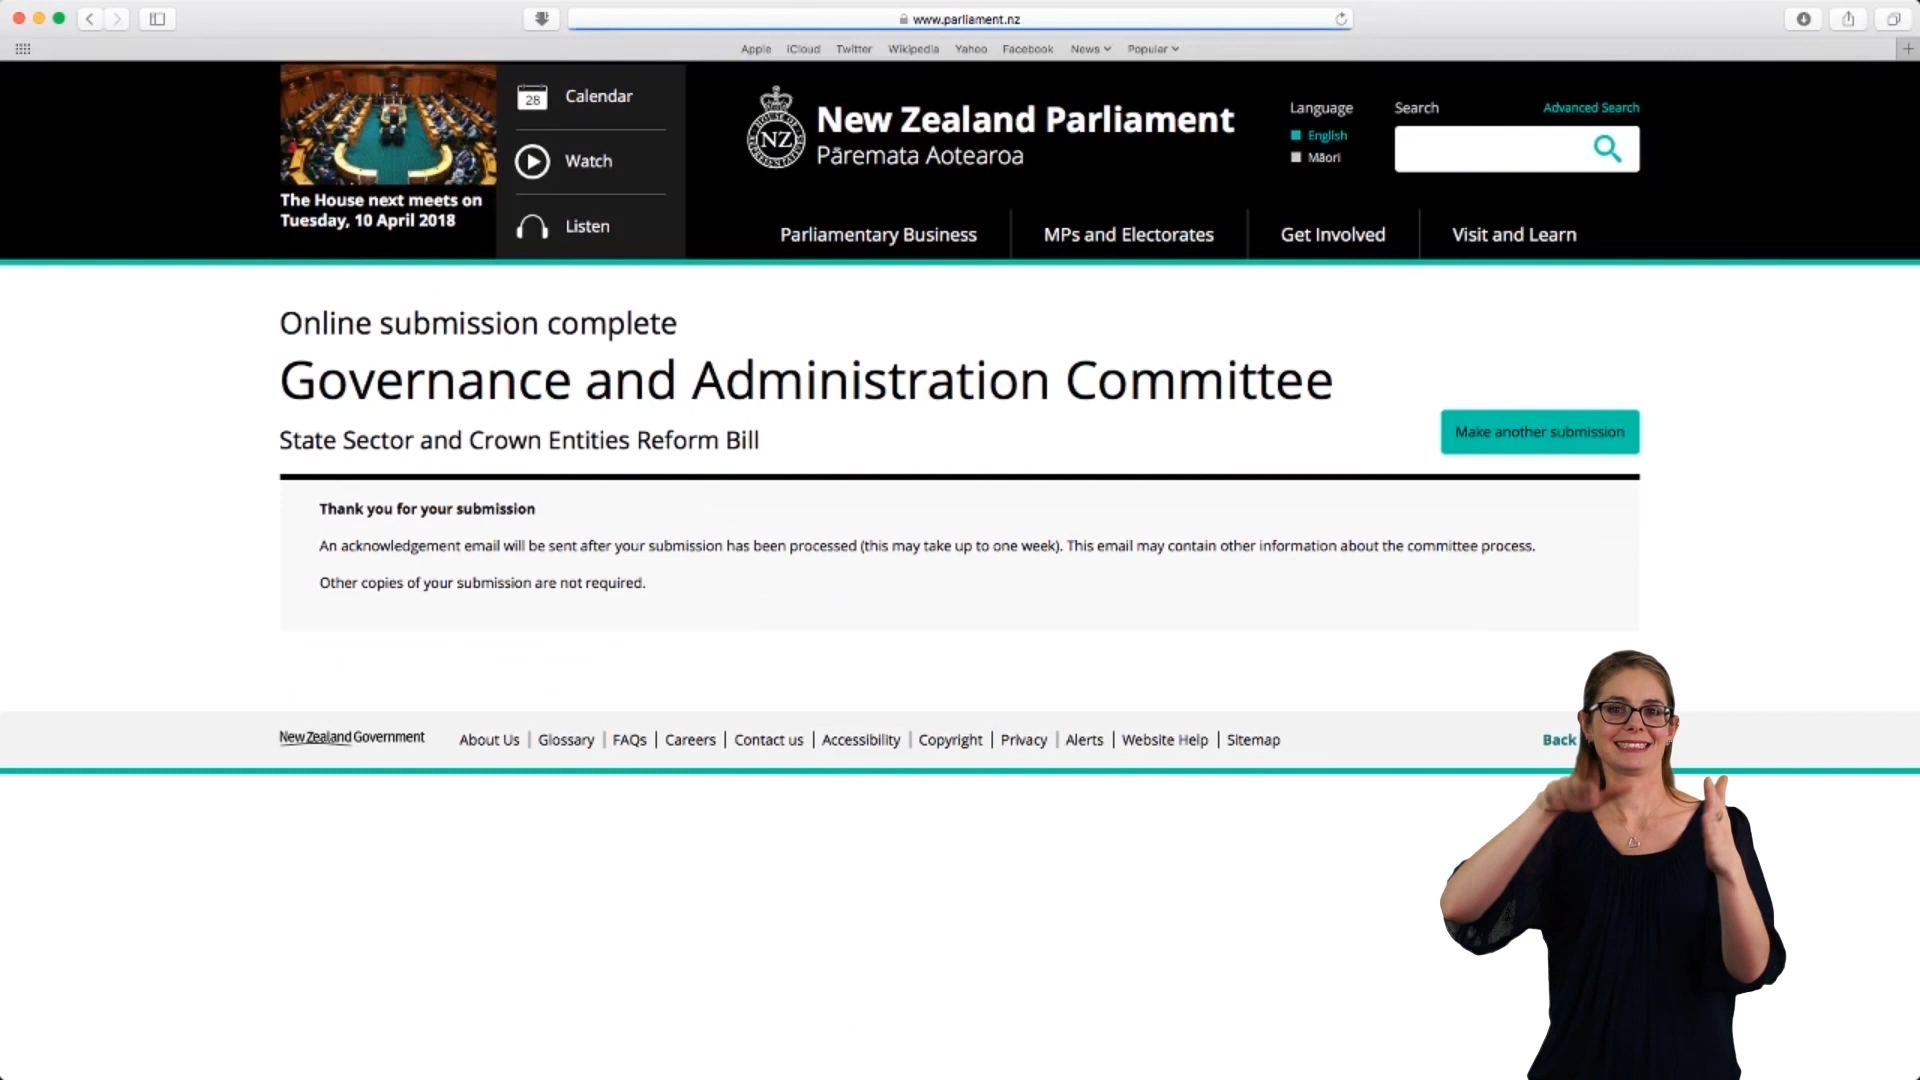 www.parliament.nz
Apple iCloud Twitter Wikipedia Yahoo Facebook News Popular
28 Calendar
Watch
Listen
The House next meets on
Tuesday, 10 April 2018
NZ
New Zealand Parliament
Pāremata Aotearoa
Language
English
Māori
Search
Advanced Search
Parliamentary Business
MPs and Electorates
Get Involved
Visit and Learn
Online submission complete
Governance and Administration Committee
State Sector and Crown Entities Reform Bill
Make another submission
Thank you for your submission
An acknowledgement email will be sent after your submission has been processed (this may take up to one week). This email may contain other information about the committee process.
Other copies of your submission are not required.
New Zealand Government
About Us | Glossary | FAQs | Careers | Contact us | Accessibility | Copyright | Privacy | Alerts | Website Help | Sitemap
Back